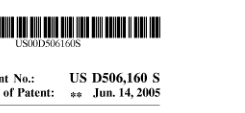 US00D506160S
nt No.: US D506,160 S
of Patent: ** Jun. 14, 2005